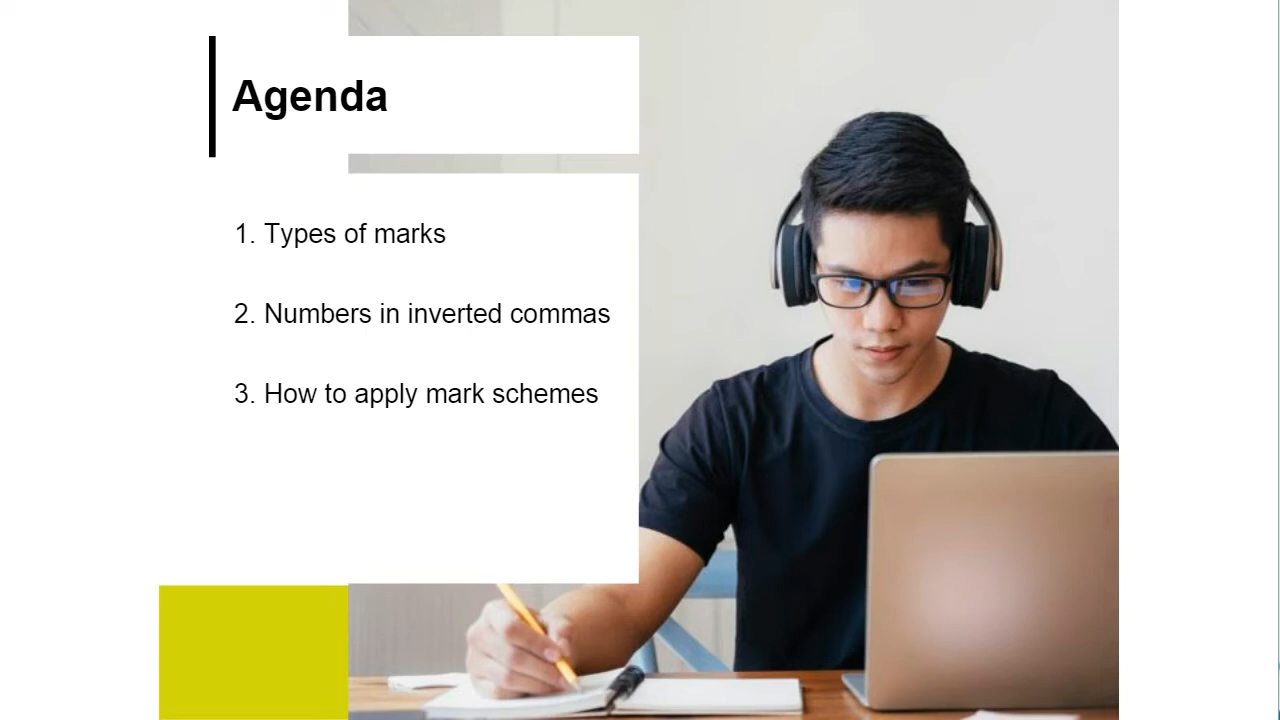 Agenda
1. Types of marks
2. Numbers in inverted commas
3. How to apply mark schemes